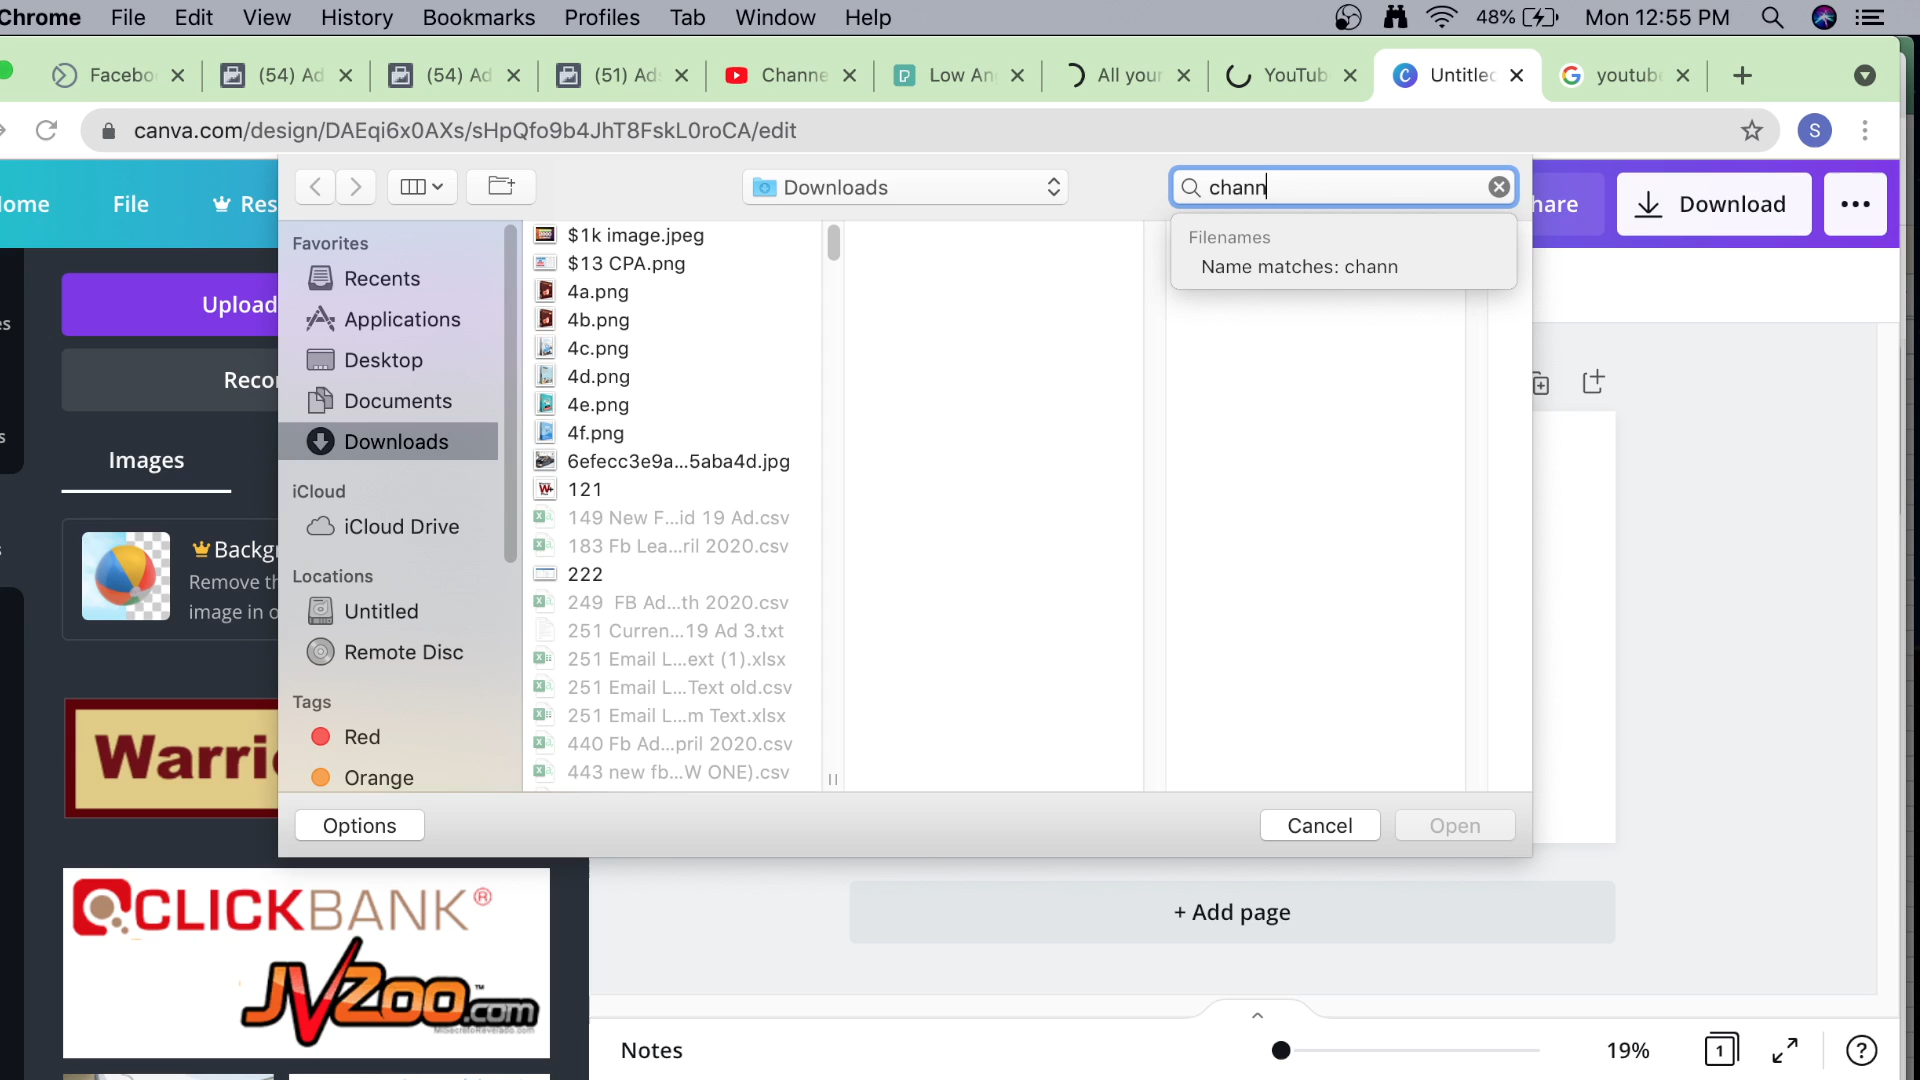 Chrome File Edit View History Bookmarks Profiles Tab Window Help 48% Mon 12:55 PM
Facebo (54) Ad (54) Ad (51) Ad Channe Low An All your YouTub Untitled youtube
canva.com/design/DAEqi6x0AXs/sHpQfo9b4JhT8FskL0roCA/edit S
ome File Res hare Download
Downloads
chann
Filenames
Name matches: chann
Upload
Recor
Images
Backg
Remove th
image in o
Warri
CLICKBANK®
JVZoo.com
Favorites
Recents
Applications
Desktop
Documents
Downloads
iCloud
iCloud Drive
Locations
Untitled
Remote Disc
Tags
Red
Orange
$1k image.jpeg
$13 CPA.png
4a.png
4b.png
4c.png
4d.png
4e.png
4f.png
6efecc3e9a...5aba4d.jpg
121
149 New F...id 19 Ad.csv
183 Fb Lea...ril 2020.csv
222
249 FB Ad...th 2020.csv
251 Curren...19 Ad 3.txt
251 Email L...ext (1).xlsx
251 Email L...Text old.csv
251 Email L...m Text.xlsx
440 Fb Ad...pril 2020.csv
443 new fb...W ONE).csv
Options Cancel Open
+ Add page
Notes 19% 1 ?